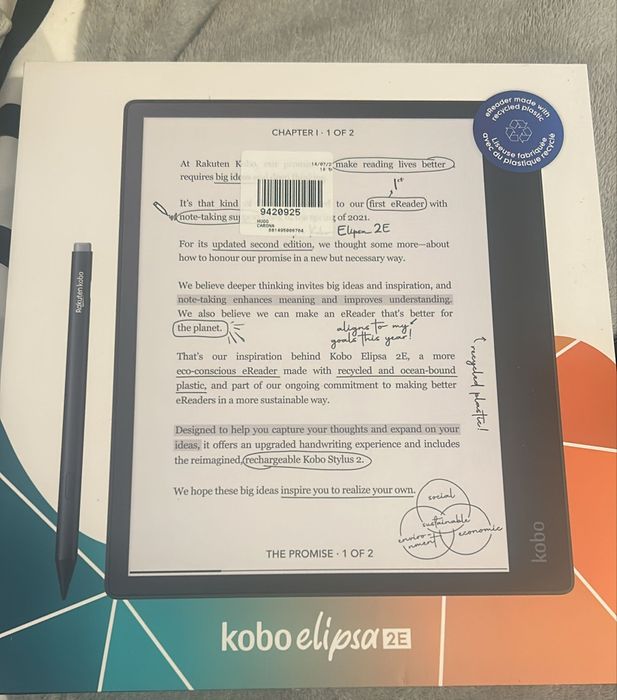 eReader made with
recycled plastic
Liseuse fabriquée
avec du plastique recyclé
CHAPTER I · 1 OF 2
At Rakuten make reading lives better
requires big
1st
It's that kind to our first eReader with
note-taking of 2021.
9420925
HUGO
CARONA
Elipsa 2E
For its updated second edition, we thought some more—about
how to honour our promise in a new but necessary way.
We believe deeper thinking invites big ideas and inspiration, and
note-taking enhances meaning and improves understanding.
We also believe we can make an eReader that's better for
the planet.
aligns to my
goals this year!
That's our inspiration behind Kobo Elipsa 2E, a more
eco-conscious eReader made with recycled and ocean-bound
plastic, and part of our ongoing commitment to making better
eReaders in a more sustainable way.
recycled plastic!
Designed to help you capture your thoughts and expand on your
ideas, it offers an upgraded handwriting experience and includes
the reimagined, rechargeable Kobo Stylus 2.
We hope these big ideas inspire you to realize your own.
social
sustainable
enviro-
nment
economic
THE PROMISE · 1 OF 2
Rakuten kobo
kobo
kobo elipsa 2E